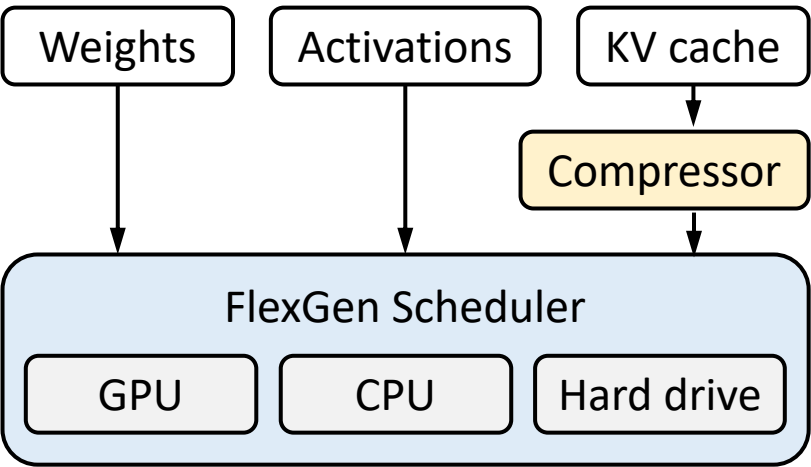 Weights
Activations
KV cache
Compressor
FlexGen Scheduler
GPU
CPU
Hard drive